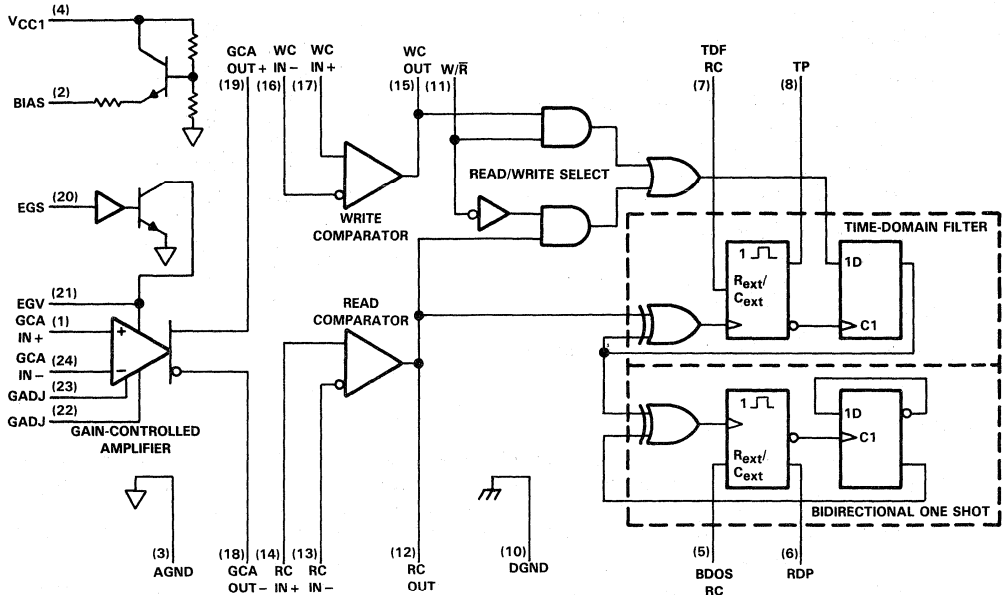 VCC1 (4)
BIAS (2)
GCA
OUT+
(19)
WC
IN−
(16)
WC
IN+
(17)
WC
OUT
(15)
W/R̅
(11)
TDF
RC
(7)
TP
(8)
EGS (20)
READ/WRITE SELECT
WRITE
COMPARATOR
TIME-DOMAIN FILTER
1
Rext/
Cext
1D
C1
EGV (21)
GCA (1)
IN+
GCA (24)
IN−
(23)
GADJ
(22)
GADJ
+
−
GAIN-CONTROLLED
AMPLIFIER
READ
COMPARATOR
1
Rext/
Cext
1D
C1
BIDIRECTIONAL ONE SHOT
(3)
AGND
(18)
GCA
OUT−
(14)
RC
IN+
(13)
RC
IN−
(12)
RC
OUT
(10)
DGND
(5)
BDOS
RC
(6)
RDP